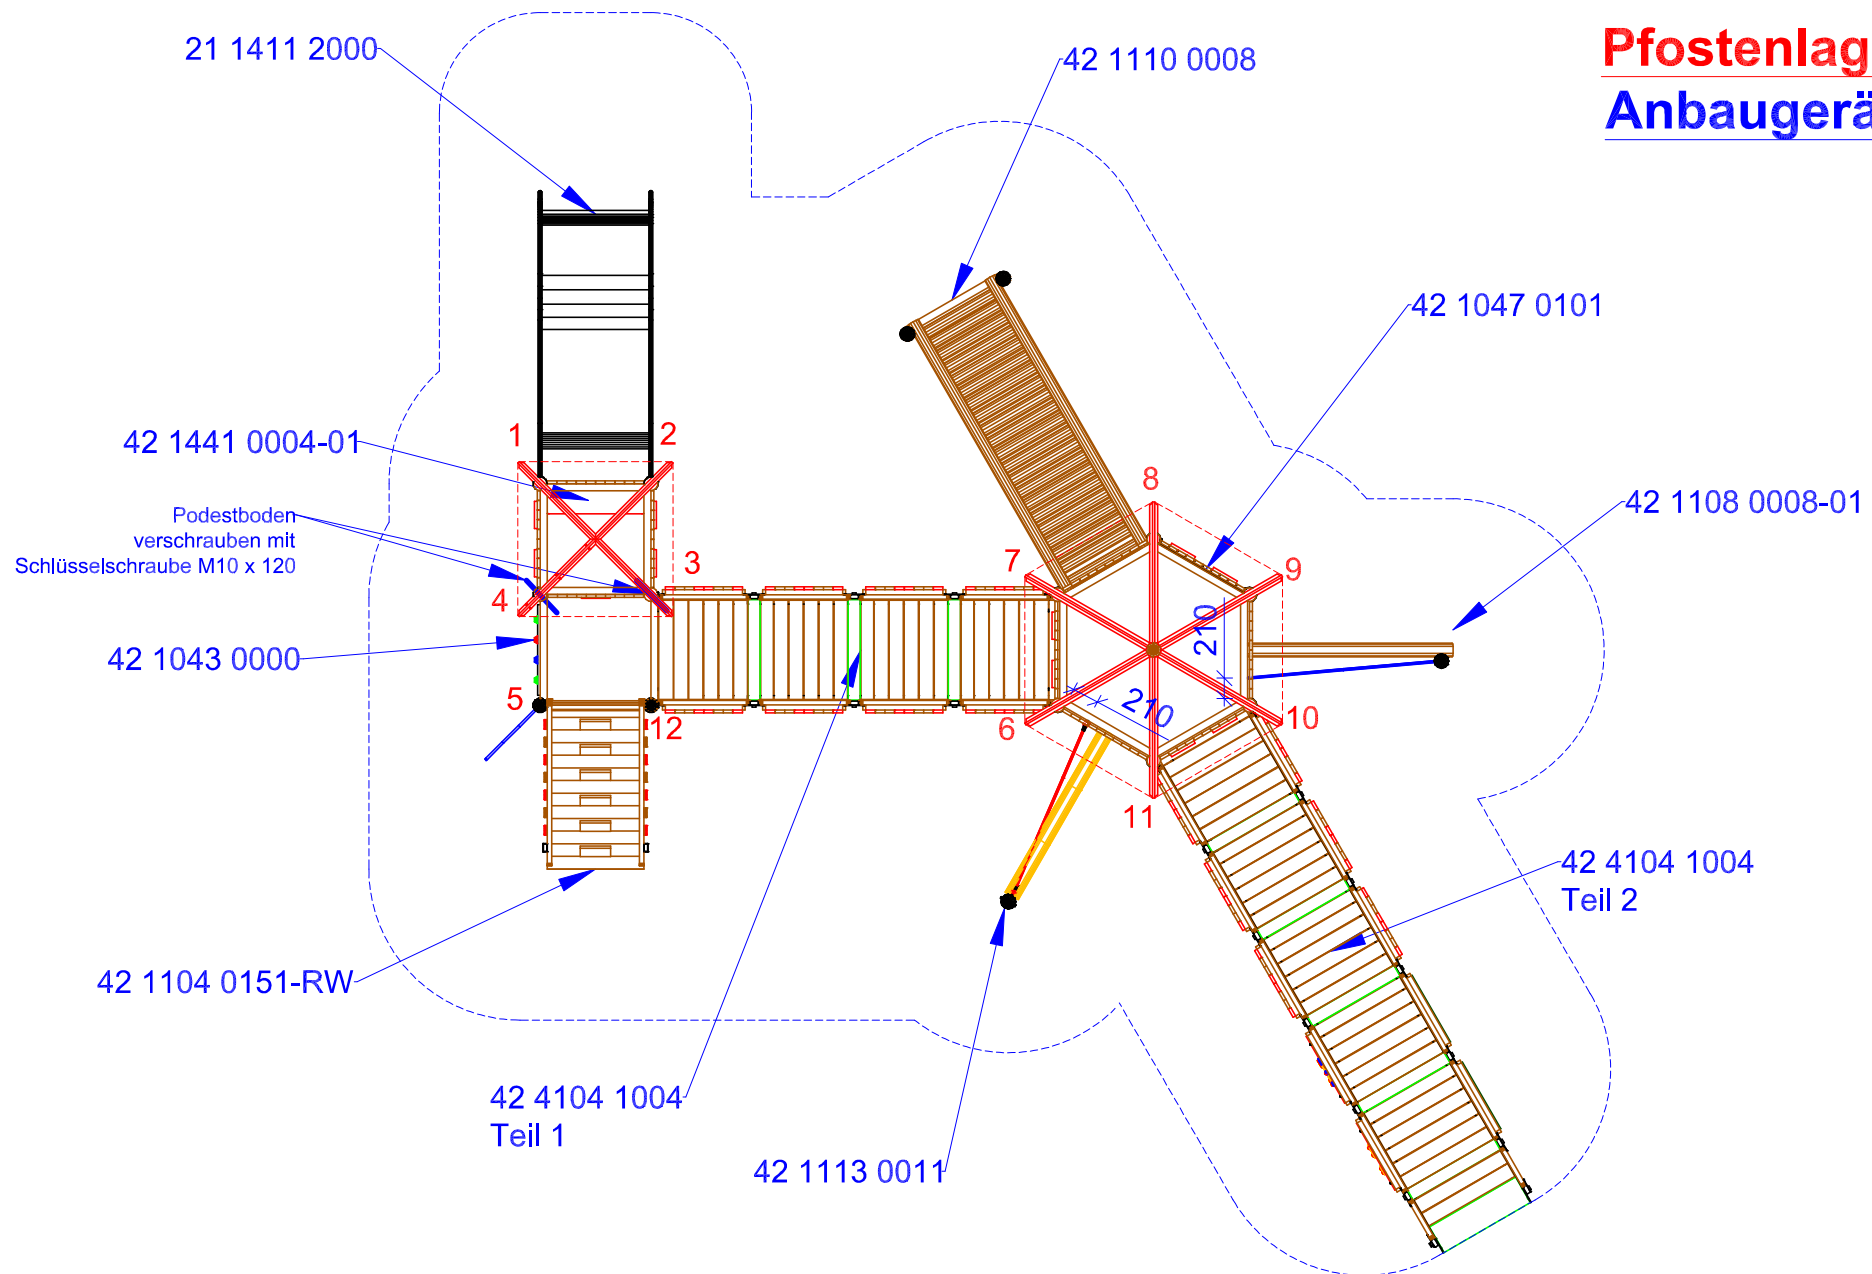 Pfostenlag
Anbaugerä
21 1411 2000
42 1110 0008
42 1047 0101
42 1441 0004-01
1
2
8
42 1108 0008-01
Podestboden
verschrauben mit
Schlüsselschraube M10 x 120
3
7
9
4
210
42 1043 0000
5
12
6
210
10
11
42 4104 1004
Teil 2
42 1104 0151-RW
42 4104 1004
Teil 1
42 1113 0011